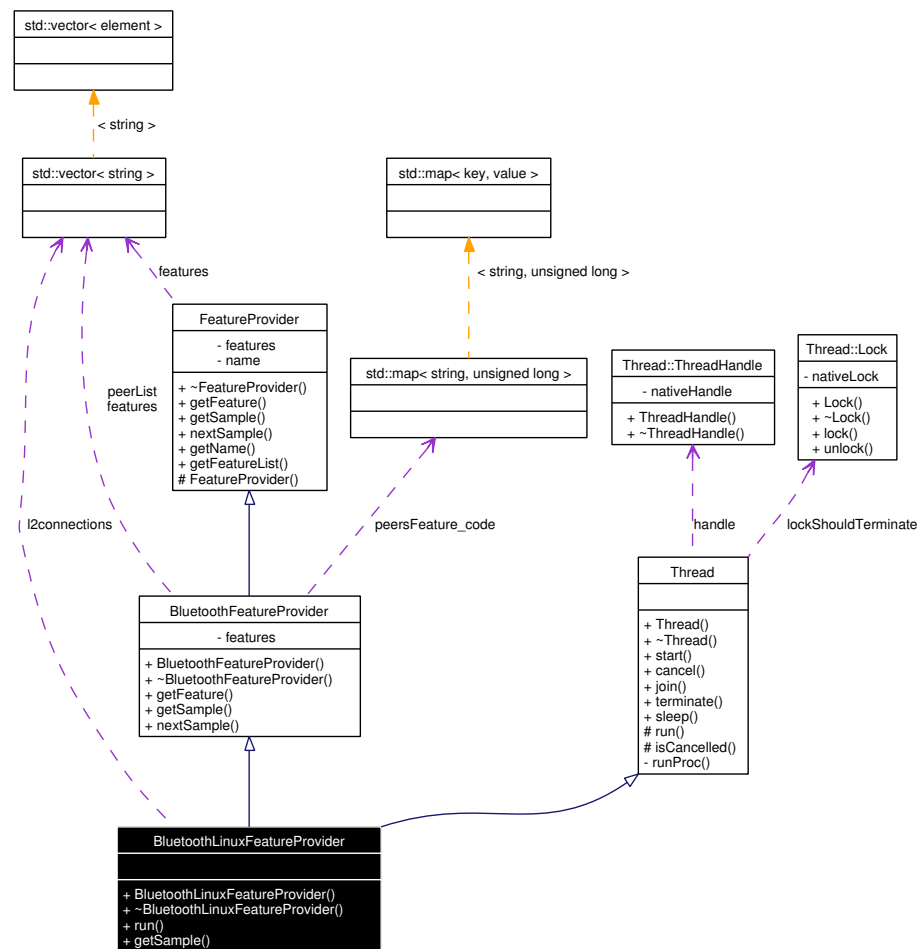 std::vector< element >
< string >
std::vector< string >
std::map< key, value >
features
< string, unsigned long >
FeatureProvider
- features
- name
+ ~FeatureProvider()
+ getFeature()
+ getSample()
+ nextSample()
+ getName()
+ getFeatureList()
# FeatureProvider()
std::map< string, unsigned long >
Thread::ThreadHandle
- nativeHandle
+ ThreadHandle()
+ ~ThreadHandle()
Thread::Lock
- nativeLock
+ Lock()
+ ~Lock()
+ lock()
+ unlock()
peerList
features
l2connections
peersFeature_code
handle
lockShouldTerminate
BluetoothFeatureProvider
- features
+ BluetoothFeatureProvider()
+ ~BluetoothFeatureProvider()
+ getFeature()
+ getSample()
+ nextSample()
Thread
+ Thread()
+ ~Thread()
+ start()
+ cancel()
+ join()
+ terminate()
+ sleep()
# run()
# isCancelled()
- runProc()
BluetoothLinuxFeatureProvider
+ BluetoothLinuxFeatureProvider()
+ ~BluetoothLinuxFeatureProvider()
+ run()
+ getSample()